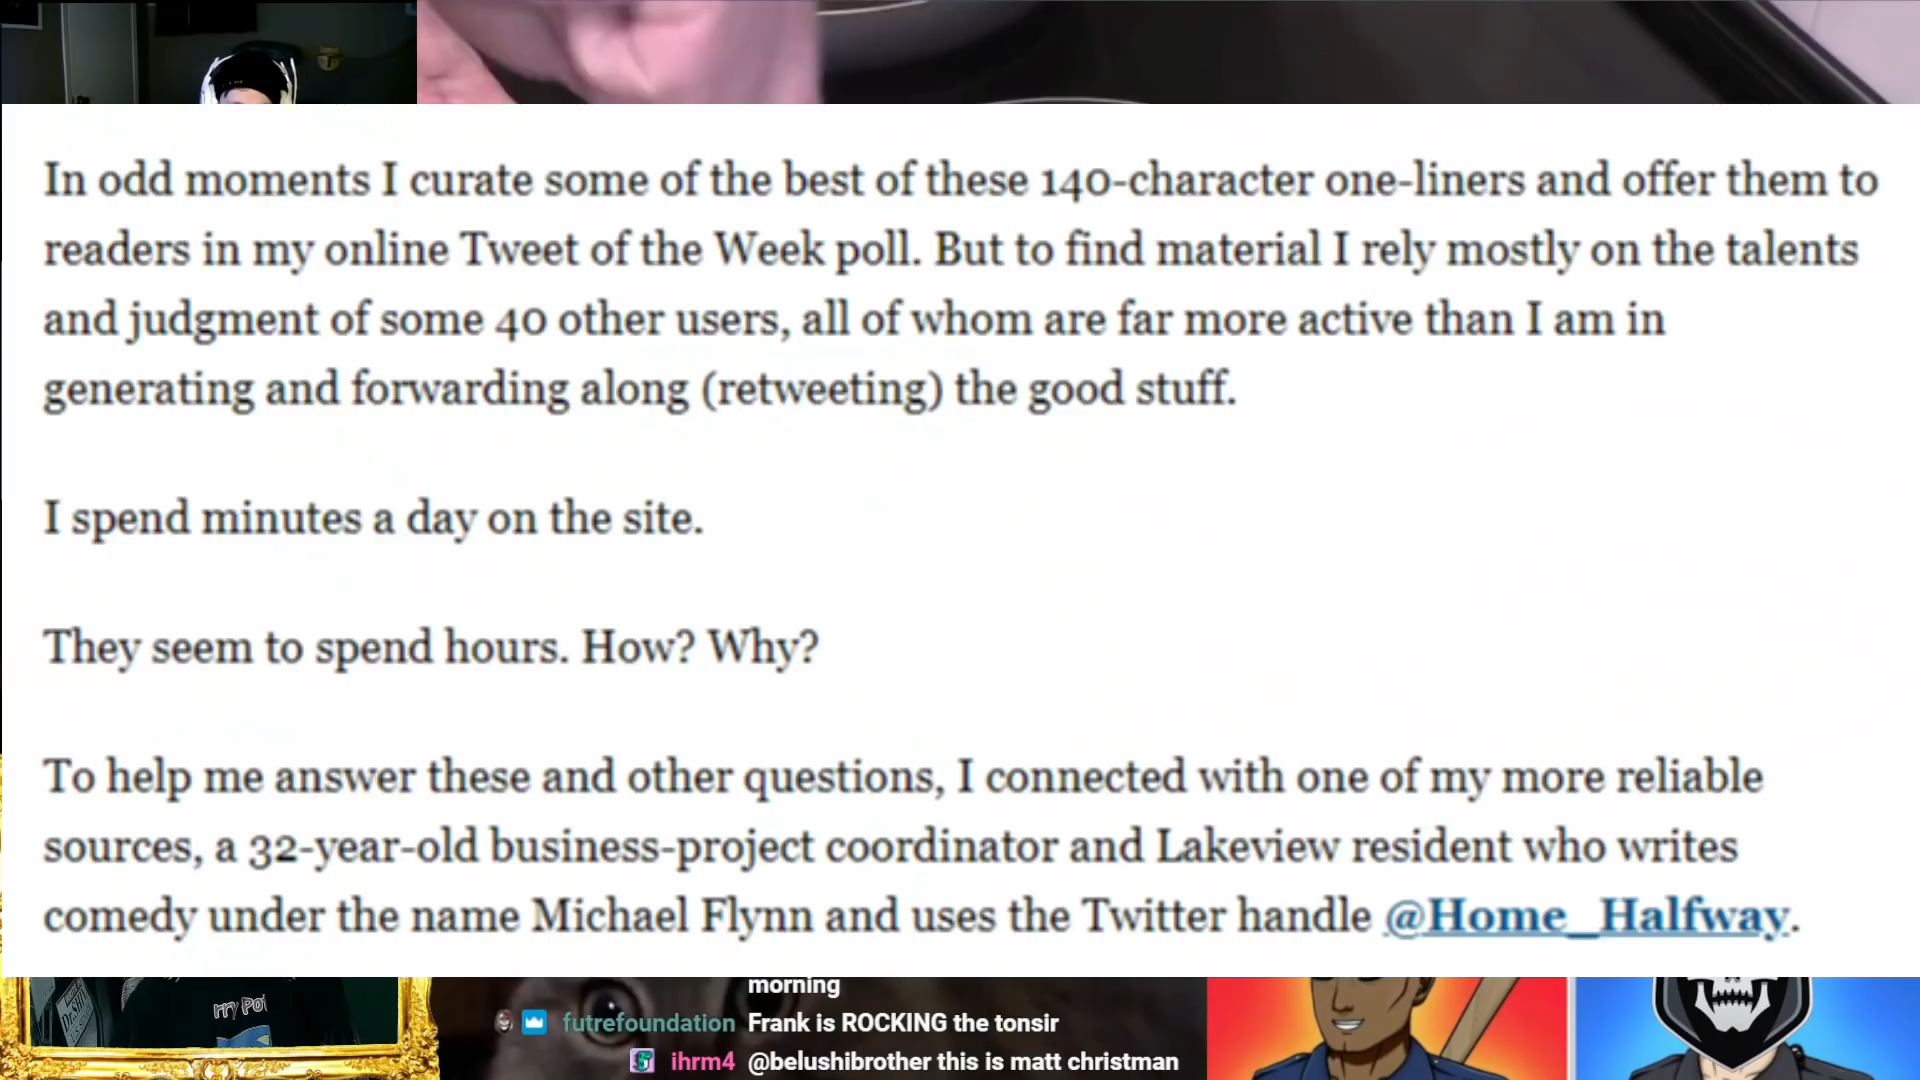 In odd moments I curate some of the best of these 140-character one-liners and offer them to
readers in my online Tweet of the Week poll. But to find material I rely mostly on the talents
and judgment of some 40 other users, all of whom are far more active than I am in
generating and forwarding along (retweeting) the good stuff.
I spend minutes a day on the site.
They seem to spend hours. How? Why?
To help me answer these and other questions, I connected with one of my more reliable
sources, a 32-year-old business-project coordinator and Lakeview resident who writes
comedy under the name Michael Flynn and uses the Twitter handle @Home_Halfway.
morning
futrefoundation Frank is ROCKING the tonsir
ihrm4 @belushibrother this is matt christman